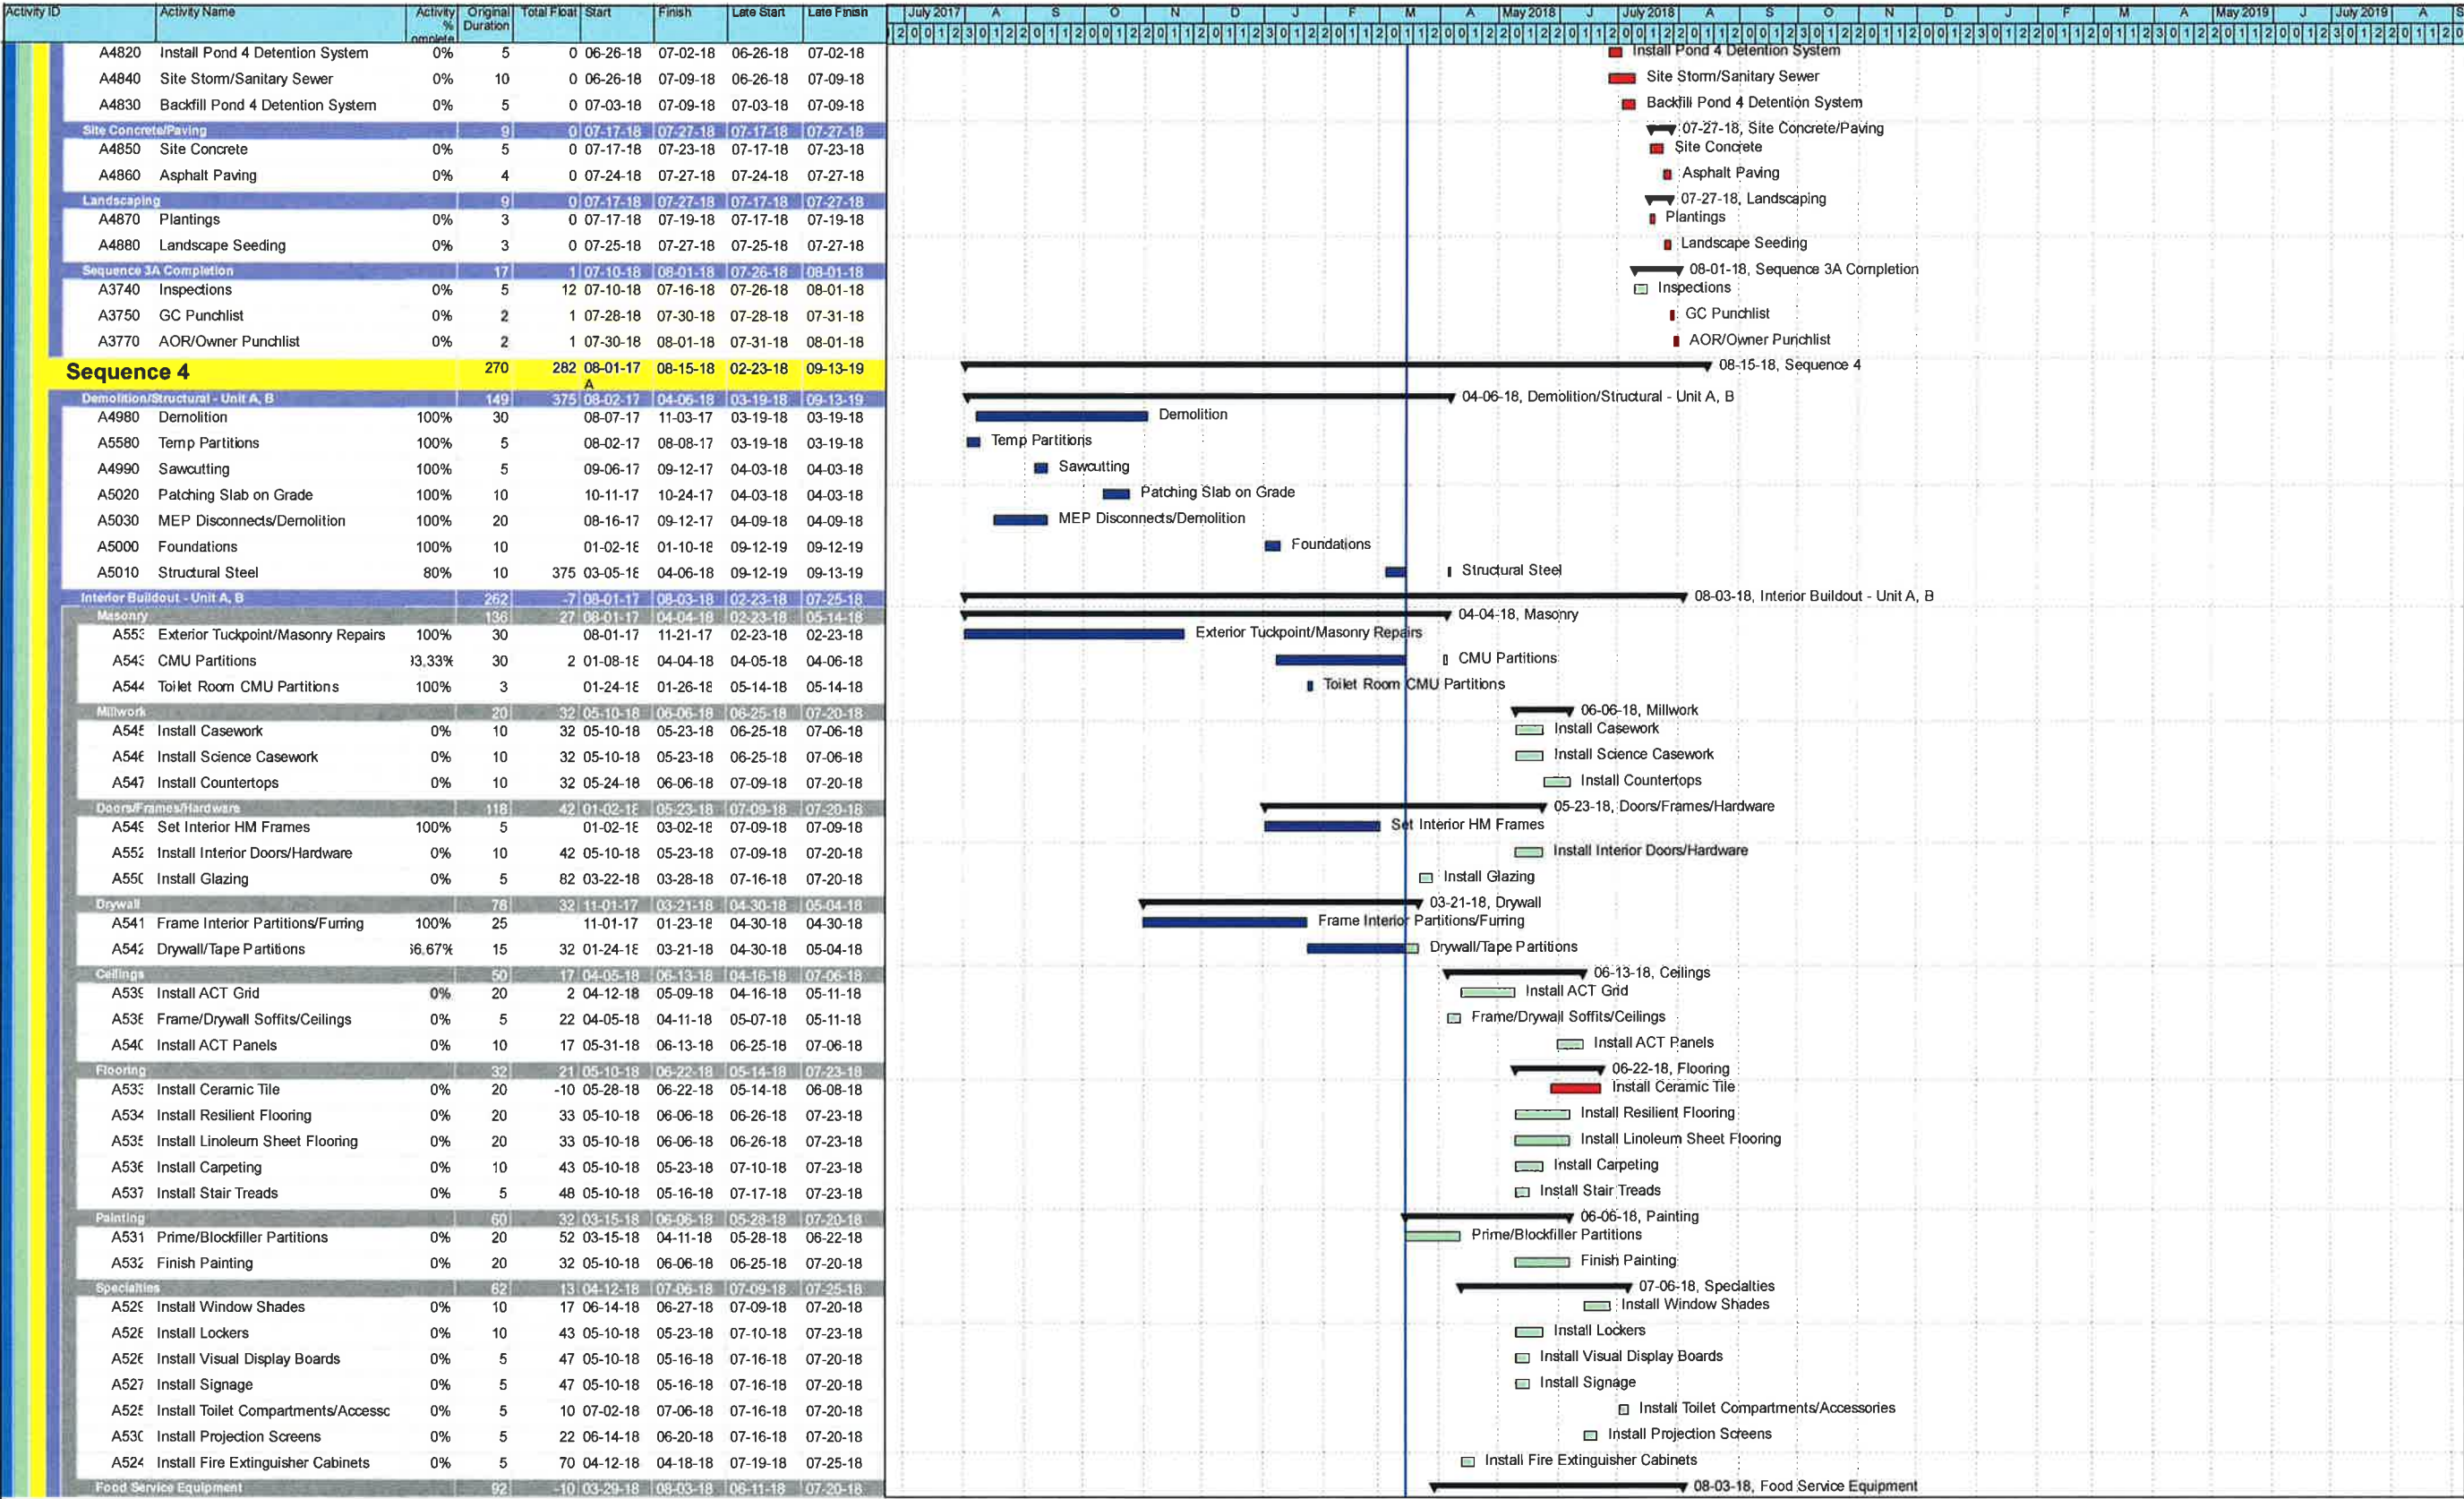 Activity ID Activity Name Activity % Complete Original Duration Total Float Start Finish Late Start Late Finish
July 2017 A S O N D J F M A May 2018 J July 2018 A S O N D J F M A May 2019 J July 2019 A S
A4820 Install Pond 4 Detention System 0% 5 0 06-26-18 07-02-18 06-26-18 07-02-18 Install Pond 4 Detention System
A4840 Site Storm/Sanitary Sewer 0% 10 0 06-26-18 07-09-18 06-26-18 07-09-18 Site Storm/Sanitary Sewer
A4830 Backfill Pond 4 Detention System 0% 5 0 07-03-18 07-09-18 07-03-18 07-09-18 Backfill Pond 4 Detention System
Site Concrete/Paving 9 0 07-17-18 07-27-18 07-17-18 07-27-18 07-27-18, Site Concrete/Paving
A4850 Site Concrete 0% 5 0 07-17-18 07-23-18 07-17-18 07-23-18 Site Concrete
A4860 Asphalt Paving 0% 4 0 07-24-18 07-27-18 07-24-18 07-27-18 Asphalt Paving
Landscaping 9 0 07-17-18 07-27-18 07-17-18 07-27-18 07-27-18, Landscaping
A4870 Plantings 0% 3 0 07-17-18 07-19-18 07-17-18 07-19-18 Plantings
A4880 Landscape Seeding 0% 3 0 07-25-18 07-27-18 07-25-18 07-27-18 Landscape Seeding
Sequence 3A Completion 17 1 07-10-18 08-01-18 07-26-18 08-01-18 08-01-18, Sequence 3A Completion
A3740 Inspections 0% 5 12 07-10-18 07-16-18 07-26-18 08-01-18 Inspections
A3750 GC Punchlist 0% 2 1 07-28-18 07-30-18 07-28-18 07-31-18 GC Punchlist
A3770 AOR/Owner Punchlist 0% 2 1 07-30-18 08-01-18 07-31-18 08-01-18 AOR/Owner Punchlist
Sequence 4 270 282 08-01-17 A 08-15-18 02-23-18 09-13-19 08-15-18, Sequence 4
Demolition/Structural - Unit A, B 149 375 08-02-17 04-06-18 03-19-18 09-13-19 04-06-18, Demolition/Structural - Unit A, B
A4980 Demolition 100% 30 08-07-17 11-03-17 03-19-18 03-19-18 Demolition
A5580 Temp Partitions 100% 5 08-02-17 08-08-17 03-19-18 03-19-18 Temp Partitions
A4990 Sawcutting 100% 5 09-06-17 09-12-17 04-03-18 04-03-18 Sawcutting
A5020 Patching Slab on Grade 100% 10 10-11-17 10-24-17 04-03-18 04-03-18 Patching Slab on Grade
A5030 MEP Disconnects/Demolition 100% 20 08-16-17 09-12-17 04-09-18 04-09-18 MEP Disconnects/Demolition
A5000 Foundations 100% 10 01-02-18 01-10-18 09-12-19 09-12-19 Foundations
A5010 Structural Steel 80% 10 375 03-05-18 04-06-18 09-12-19 09-13-19 Structural Steel
Interior Buildout - Unit A, B 262 -7 08-01-17 08-03-18 02-23-18 07-25-18 08-03-18, Interior Buildout - Unit A, B
Masonry 136 27 08-01-17 04-04-18 02-23-18 05-14-18 04-04-18, Masonry
A553 Exterior Tuckpoint/Masonry Repairs 100% 30 08-01-17 11-21-17 02-23-18 02-23-18 Exterior Tuckpoint/Masonry Repairs
A543 CMU Partitions 93.33% 30 2 01-08-18 04-04-18 04-05-18 04-06-18 CMU Partitions
A544 Toilet Room CMU Partitions 100% 3 01-24-18 01-26-18 05-14-18 05-14-18 Toilet Room CMU Partitions
Millwork 20 32 05-10-18 06-06-18 06-25-18 07-20-18 06-06-18, Millwork
A545 Install Casework 0% 10 32 05-10-18 05-23-18 06-25-18 07-06-18 Install Casework
A546 Install Science Casework 0% 10 32 05-10-18 05-23-18 06-25-18 07-06-18 Install Science Casework
A547 Install Countertops 0% 10 32 05-24-18 06-06-18 07-09-18 07-20-18 Install Countertops
Doors/Frames/Hardware 118 42 01-02-18 05-23-18 07-09-18 07-20-18 05-23-18, Doors/Frames/Hardware
A549 Set Interior HM Frames 100% 5 01-02-18 03-02-18 07-09-18 07-09-18 Set Interior HM Frames
A552 Install Interior Doors/Hardware 0% 10 42 05-10-18 05-23-18 07-09-18 07-20-18 Install Interior Doors/Hardware
A550 Install Glazing 0% 5 82 03-22-18 03-28-18 07-16-18 07-20-18 Install Glazing
Drywall 78 32 11-01-17 03-21-18 04-30-18 05-04-18 03-21-18, Drywall
A541 Frame Interior Partitions/Furring 100% 25 11-01-17 01-23-18 04-30-18 04-30-18 Frame Interior Partitions/Furring
A542 Drywall/Tape Partitions 66.67% 15 32 01-24-18 03-21-18 04-30-18 05-04-18 Drywall/Tape Partitions
Ceilings 50 17 04-05-18 06-13-18 04-16-18 07-06-18 06-13-18, Ceilings
A539 Install ACT Grid 0% 20 2 04-12-18 05-09-18 04-16-18 05-11-18 Install ACT Grid
A538 Frame/Drywall Soffits/Ceilings 0% 5 22 04-05-18 04-11-18 05-07-18 05-11-18 Frame/Drywall Soffits/Ceilings
A540 Install ACT Panels 0% 10 17 05-31-18 06-13-18 06-25-18 07-06-18 Install ACT Panels
Flooring 32 21 05-10-18 06-22-18 05-14-18 07-23-18 06-22-18, Flooring
A533 Install Ceramic Tile 0% 20 -10 05-28-18 06-22-18 05-14-18 06-08-18 Install Ceramic Tile
A534 Install Resilient Flooring 0% 20 33 05-10-18 06-06-18 06-26-18 07-23-18 Install Resilient Flooring
A535 Install Linoleum Sheet Flooring 0% 20 33 05-10-18 06-06-18 06-26-18 07-23-18 Install Linoleum Sheet Flooring
A536 Install Carpeting 0% 10 43 05-10-18 05-23-18 07-10-18 07-23-18 Install Carpeting
A537 Install Stair Treads 0% 5 48 05-10-18 05-16-18 07-17-18 07-23-18 Install Stair Treads
Painting 60 32 03-15-18 06-06-18 05-28-18 07-20-18 06-06-18, Painting
A531 Prime/Blockfiller Partitions 0% 20 52 03-15-18 04-11-18 05-28-18 06-22-18 Prime/Blockfiller Partitions
A532 Finish Painting 0% 20 32 05-10-18 06-06-18 06-25-18 07-20-18 Finish Painting
Specialties 62 13 04-12-18 07-06-18 07-09-18 07-25-18 07-06-18, Specialties
A529 Install Window Shades 0% 10 17 06-14-18 06-27-18 07-09-18 07-20-18 Install Window Shades
A528 Install Lockers 0% 10 43 05-10-18 05-23-18 07-10-18 07-23-18 Install Lockers
A526 Install Visual Display Boards 0% 5 47 05-10-18 05-16-18 07-16-18 07-20-18 Install Visual Display Boards
A527 Install Signage 0% 5 47 05-10-18 05-16-18 07-16-18 07-20-18 Install Signage
A525 Install Toilet Compartments/Accessc 0% 5 10 07-02-18 07-06-18 07-16-18 07-20-18 Install Toilet Compartments/Accessories
A530 Install Projection Screens 0% 5 22 06-14-18 06-20-18 07-16-18 07-20-18 Install Projection Screens
A524 Install Fire Extinguisher Cabinets 0% 5 70 04-12-18 04-18-18 07-19-18 07-25-18 Install Fire Extinguisher Cabinets
Food Service Equipment 92 -10 03-29-18 08-03-18 06-11-18 07-20-18 08-03-18, Food Service Equipment